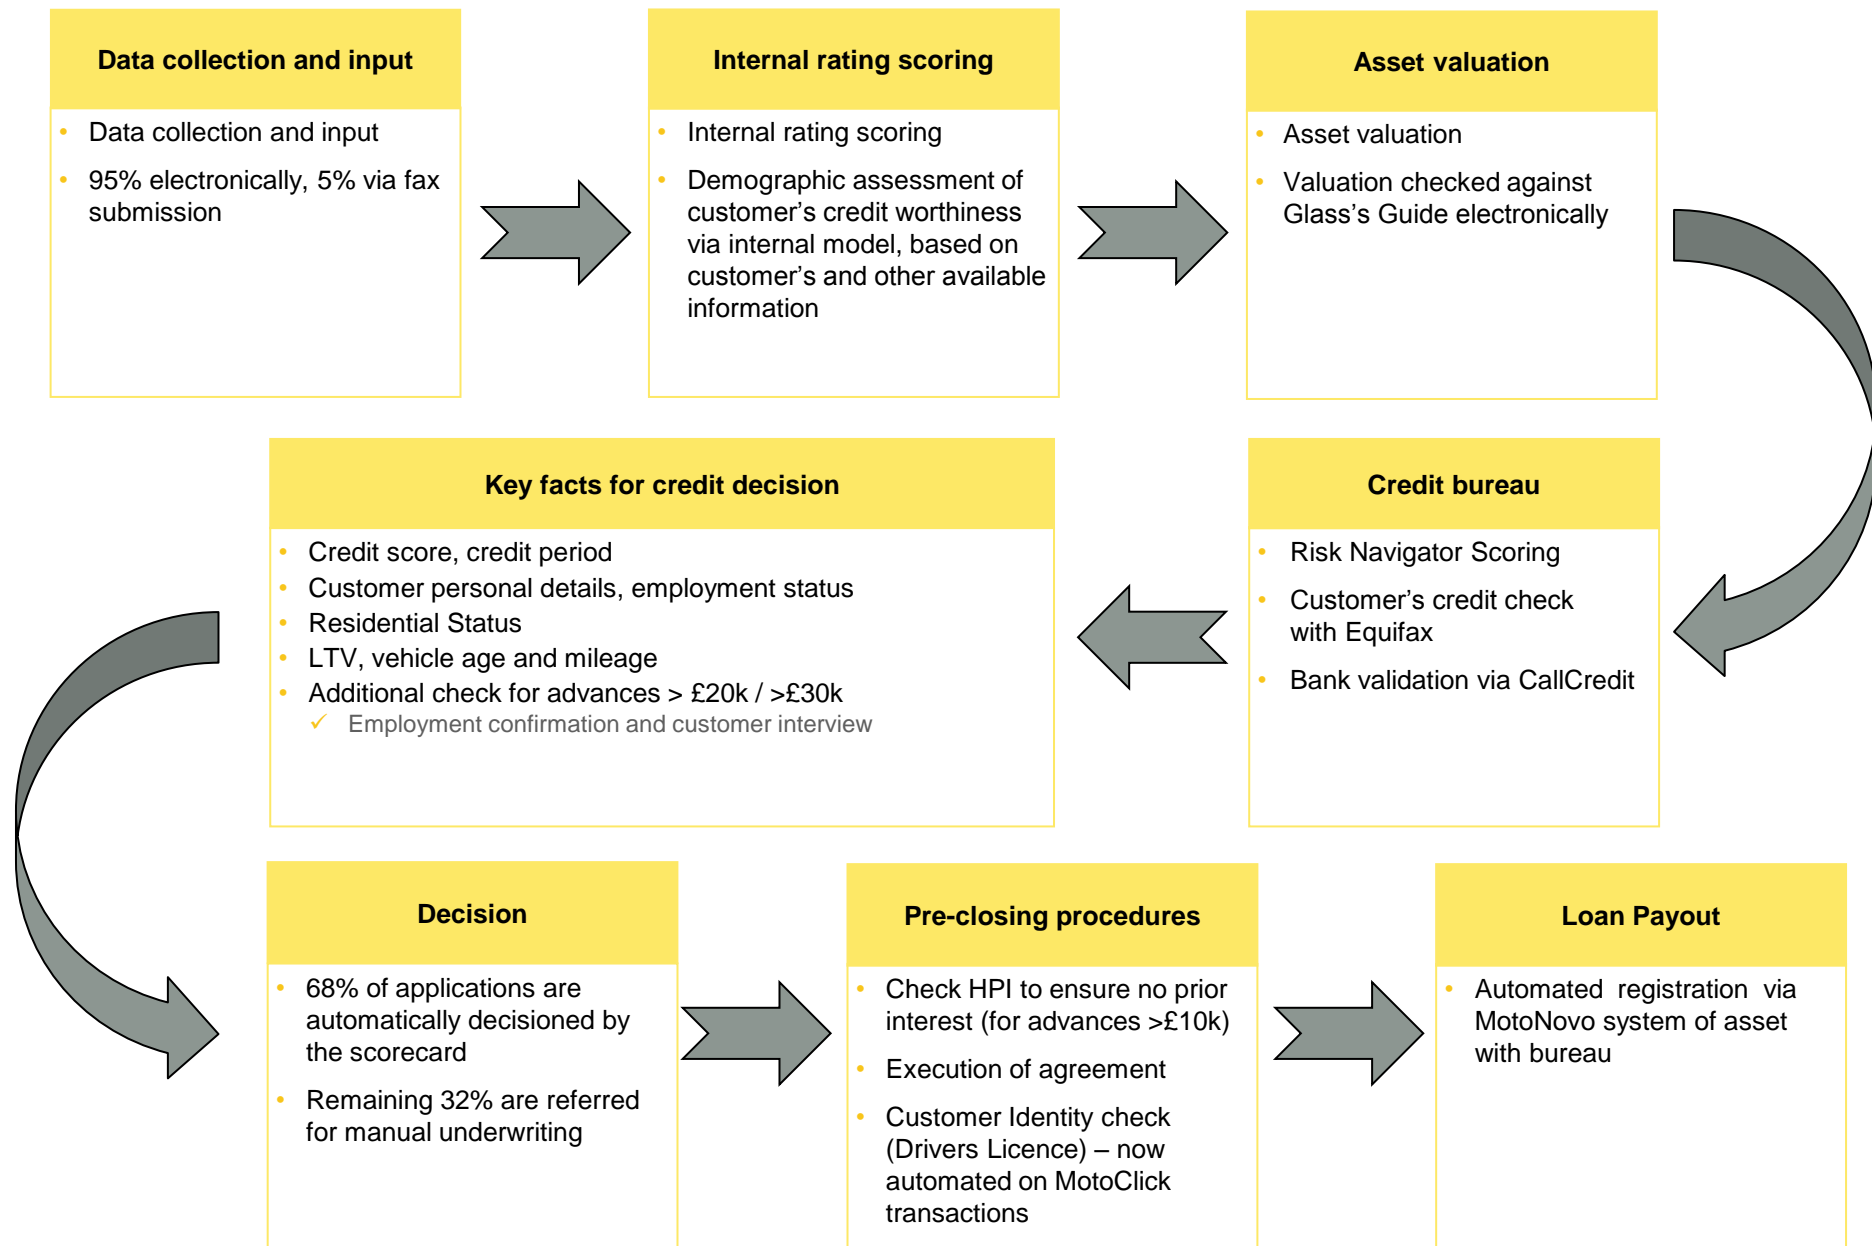 Data collection and input
Data collection and input
95% electronically, 5% via fax
submission
Internal rating scoring
Internal rating scoring
Demographic assessment of
customer’s credit worthiness
via internal model, based on
customer’s and other available
information
Asset valuation
Asset valuation
Valuation checked against
Glass’s Guide electronically
Key facts for credit decision
Credit score, credit period
Customer personal details, employment status
Residential Status
LTV, vehicle age and mileage
Additional check for advances > £20k / >£30k
Employment confirmation and customer interview
Credit bureau
Risk Navigator Scoring
Customer’s credit check
with Equifax
Bank validation via CallCredit
Decision
68% of applications are
automatically decisioned by
the scorecard
Remaining 32% are referred
for manual underwriting
Pre-closing procedures
Check HPI to ensure no prior
interest (for advances >£10k)
Execution of agreement
Customer Identity check
(Drivers Licence) – now
automated on MotoClick
transactions
Loan Payout
Automated registration via
MotoNovo system of asset
with bureau